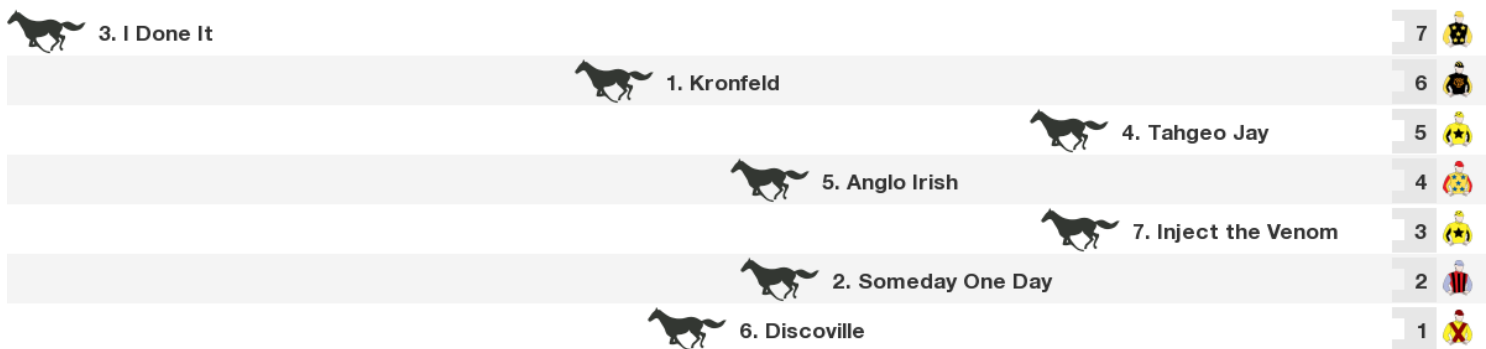 3. I Done It 7
1. Kronfeld 6
4. Tahgeo Jay 5
5. Anglo Irish 4
7. Inject the Venom 3
2. Someday One Day 2
6. Discoville 1